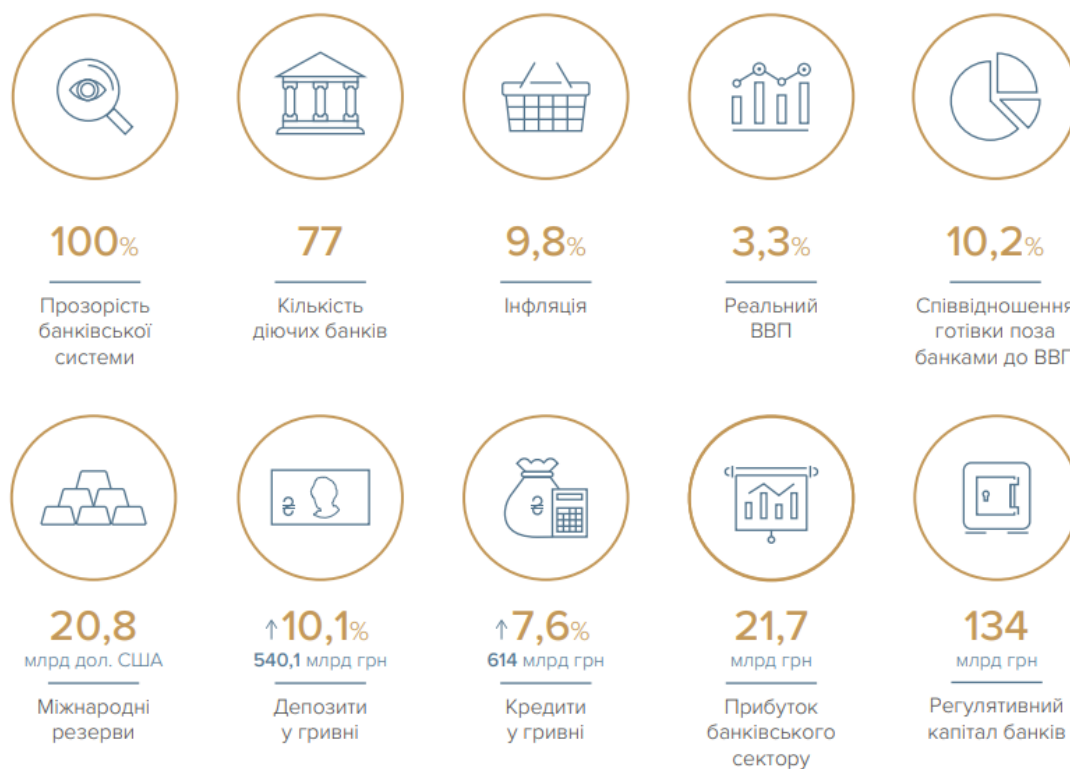 100%
Прозорість
банківської
системи
77
Кількість
діючих банків
9,8%
Інфляція
3,3%
Реальний
ВВП
10,2%
Співвідношення
готівки поза
банками до ВВП
20,8
млрд дол. США
Міжнародні
резерви
↑10,1%
540,1 млрд грн
Депозити
у гривні
↑7,6%
614 млрд грн
Кредити
у гривні
21,7
млрд грн
Прибуток
банківського
сектору
134
млрд грн
Регулятивний
капітал банків